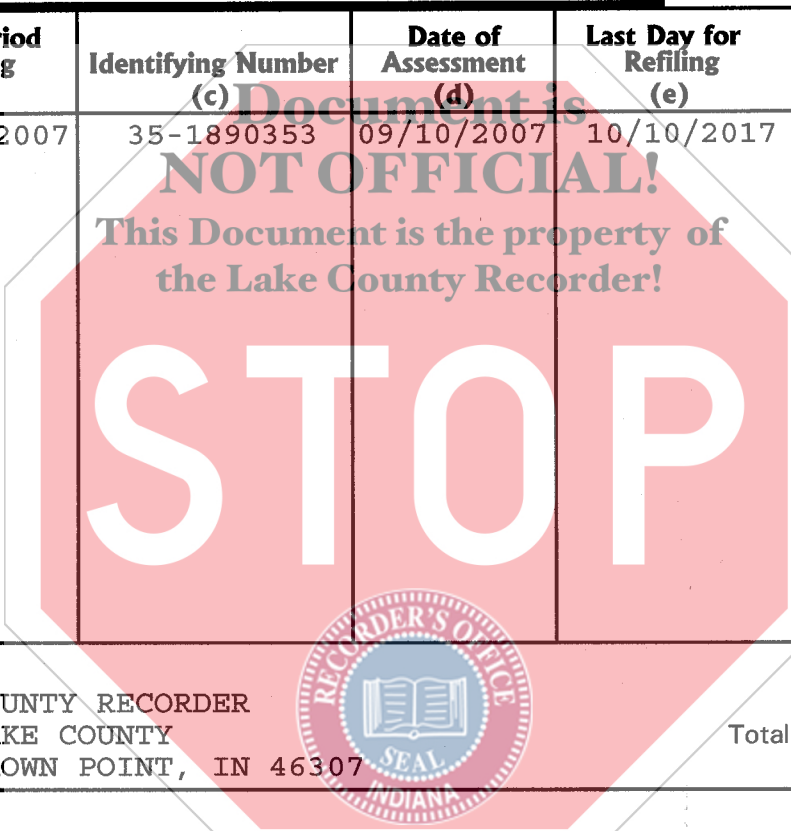 iod
g
Identifying Number
(c)
Date of
Assessment
(d)
Last Day for
Refiling
(e)
2007 35-1890353 09/10/2007 10/10/2017
Document is
NOT OFFICIAL!
This Document is the property of
the Lake County Recorder!
STOP
RECORDER'S OFFICE
SEAL
INDIANA
UNTY RECORDER
KE COUNTY
OWN POINT, IN 46307
Total